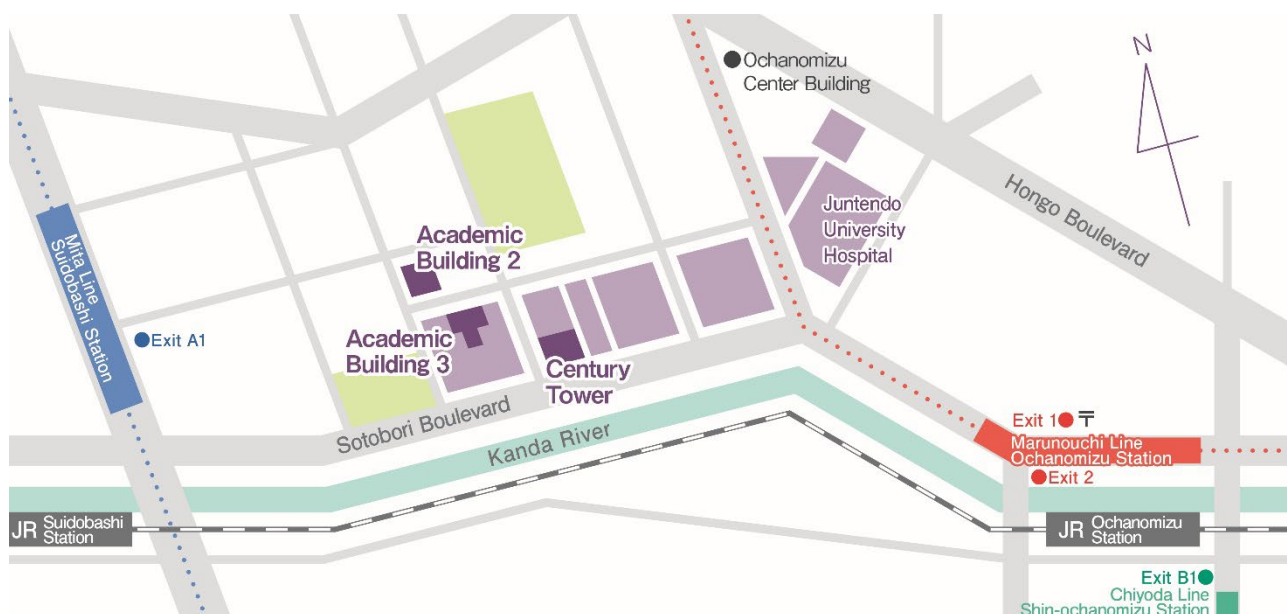 N
Ochanomizu
Center Building
Hongo Boulevard
Juntendo
University
Hospital
Academic
Building 2
Mita Line
Suidobashi Station
Exit A1
Academic
Building 3
Century
Tower
Sotobori Boulevard
Kanda River
Exit 1 〒
Marunouchi Line
Ochanomizu Station
Exit 2
JR Suidobashi
Station
JR Ochanomizu
Station
Exit B1
Chiyoda Line
Shin-ochanomizu Station